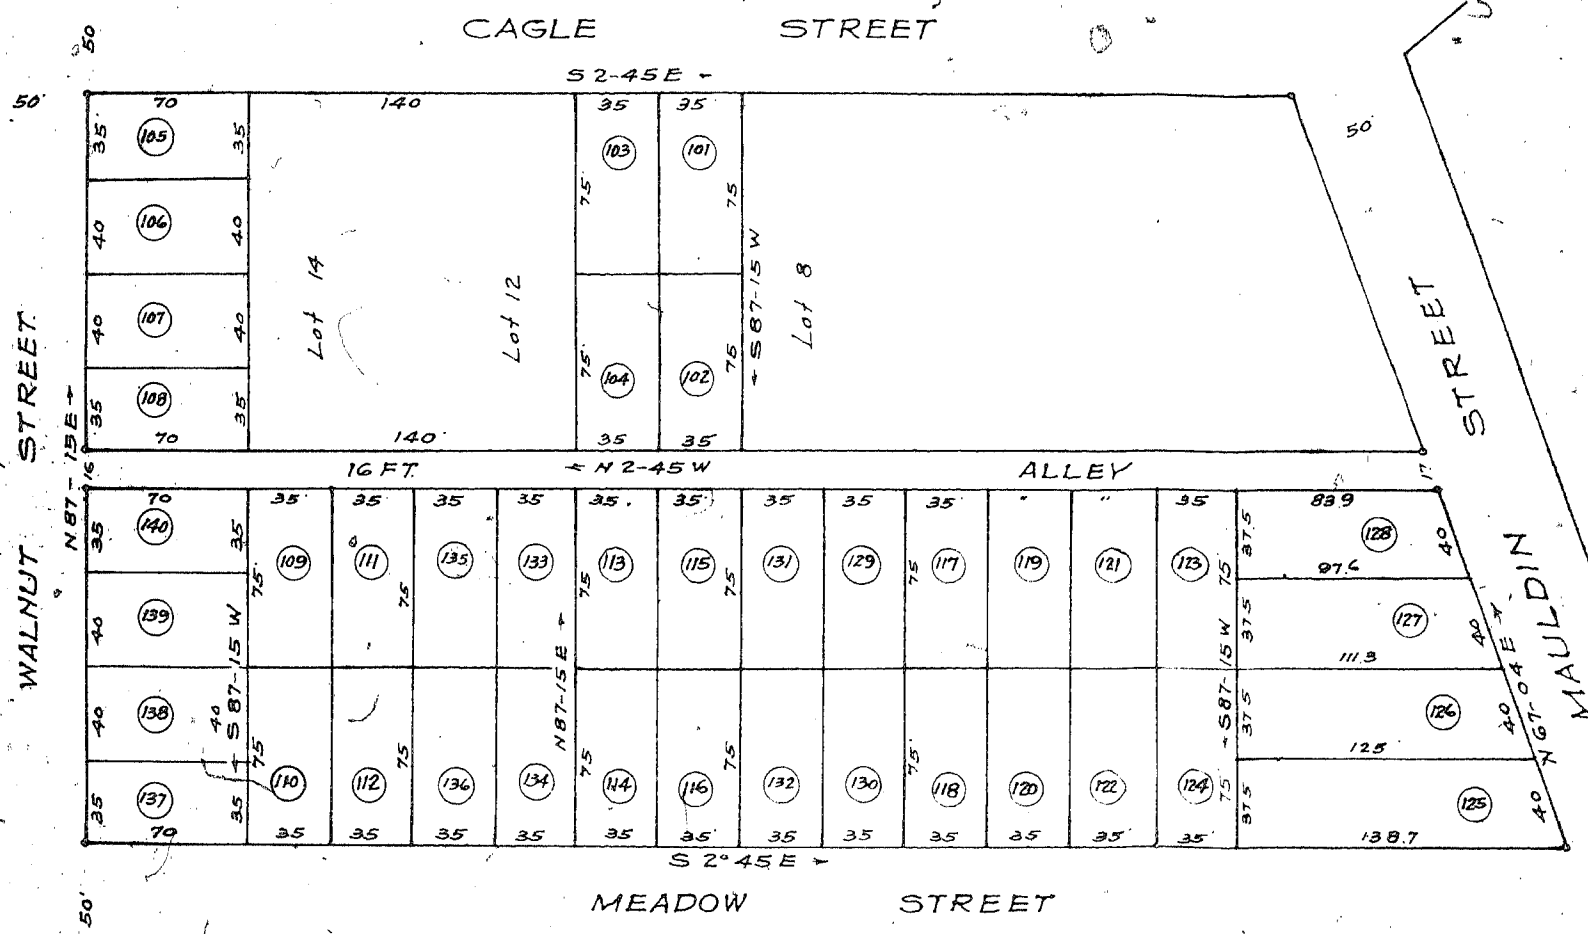 CAGLE STREET
50
50'
S 2-45 E
70 140 35 35
50'
35' 105 35
103 101
75 75
106
40 40
S 87-15 W
Lot 14 Lot 12 Lot 8
107
40 40
75 75
104 102
108
35 35
70 140 35 35
STREET
WALNUT STREET
N 87-15 E
16
16 FT. N 2-45 W ALLEY
17
70 35' 35' 35 35 35 35' 35 35 35' " " 35 83.9
140
35 35
109 111 135 133 113 115 131 129 117 119 121 123
37.5 128 40
75 75 75 75 75 75
97.6
139
40
37.5 127 40
111.3
S 87-15 W
N 87-15 E
S 87-15 W
N 67-04 E
MAULDIN
138
40 40
37.5 126 40
125
75 75 75 75 75' 75
110 112 136 134 114 116 132 130 118 120 122 124
137
35 35
37.5 125 40
70 35 35 35 35 35 35' 35 35 35 35 35' 35' 138.7
S 2°45 E
50'
MEADOW STREET